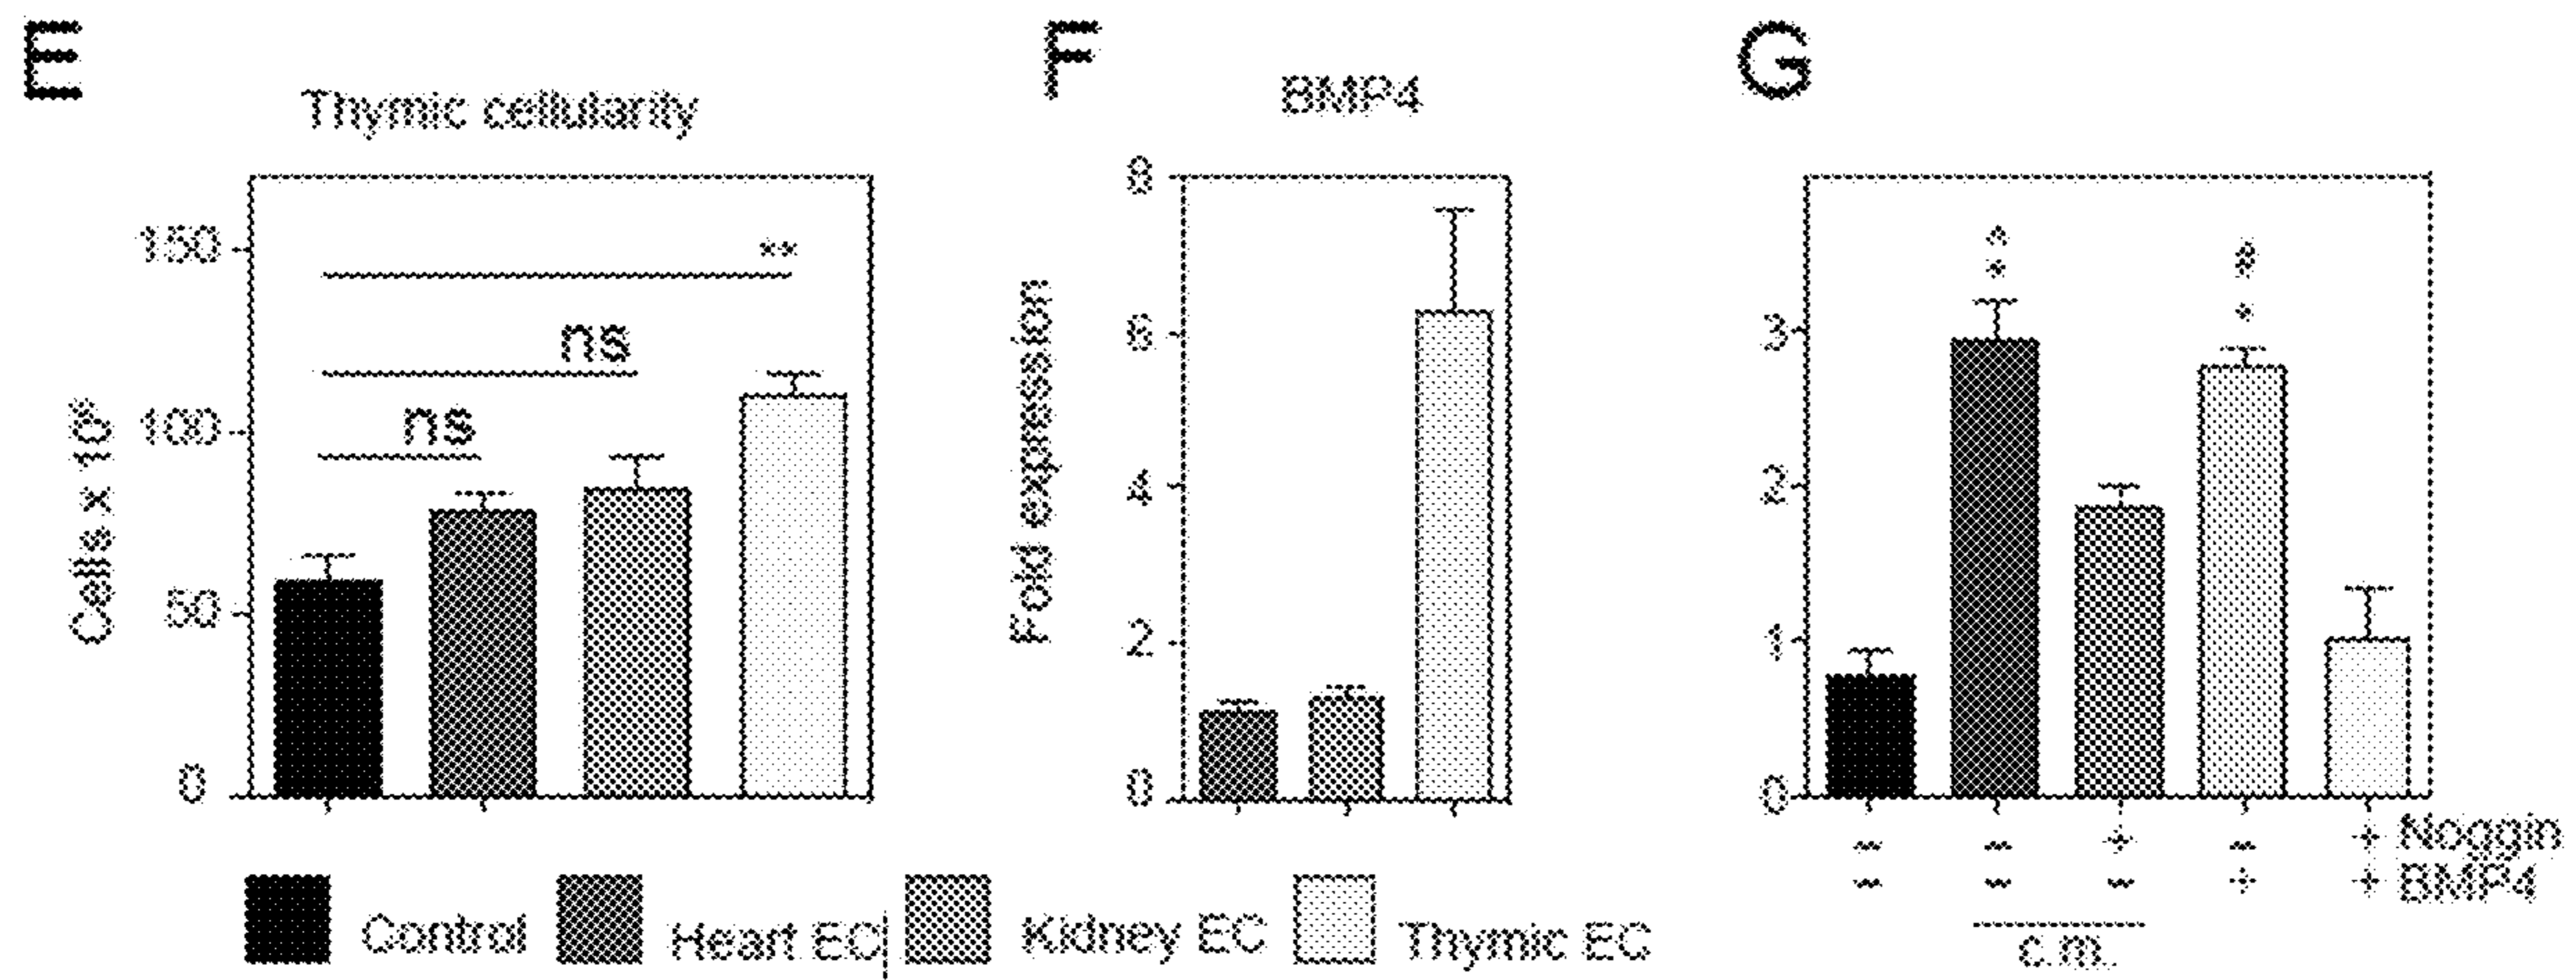 E
Thymic cellularity
Cells x 10⁶
150
100
50
0
**
ns
ns
F
BMP4
Fold expression
8
6
4
2
0
G
3
2
1
0
^
*
#
*
- - + - + Noggin
- - - + + BMP4
c.m.
Control
Heart EC
Kidney EC
Thymic EC